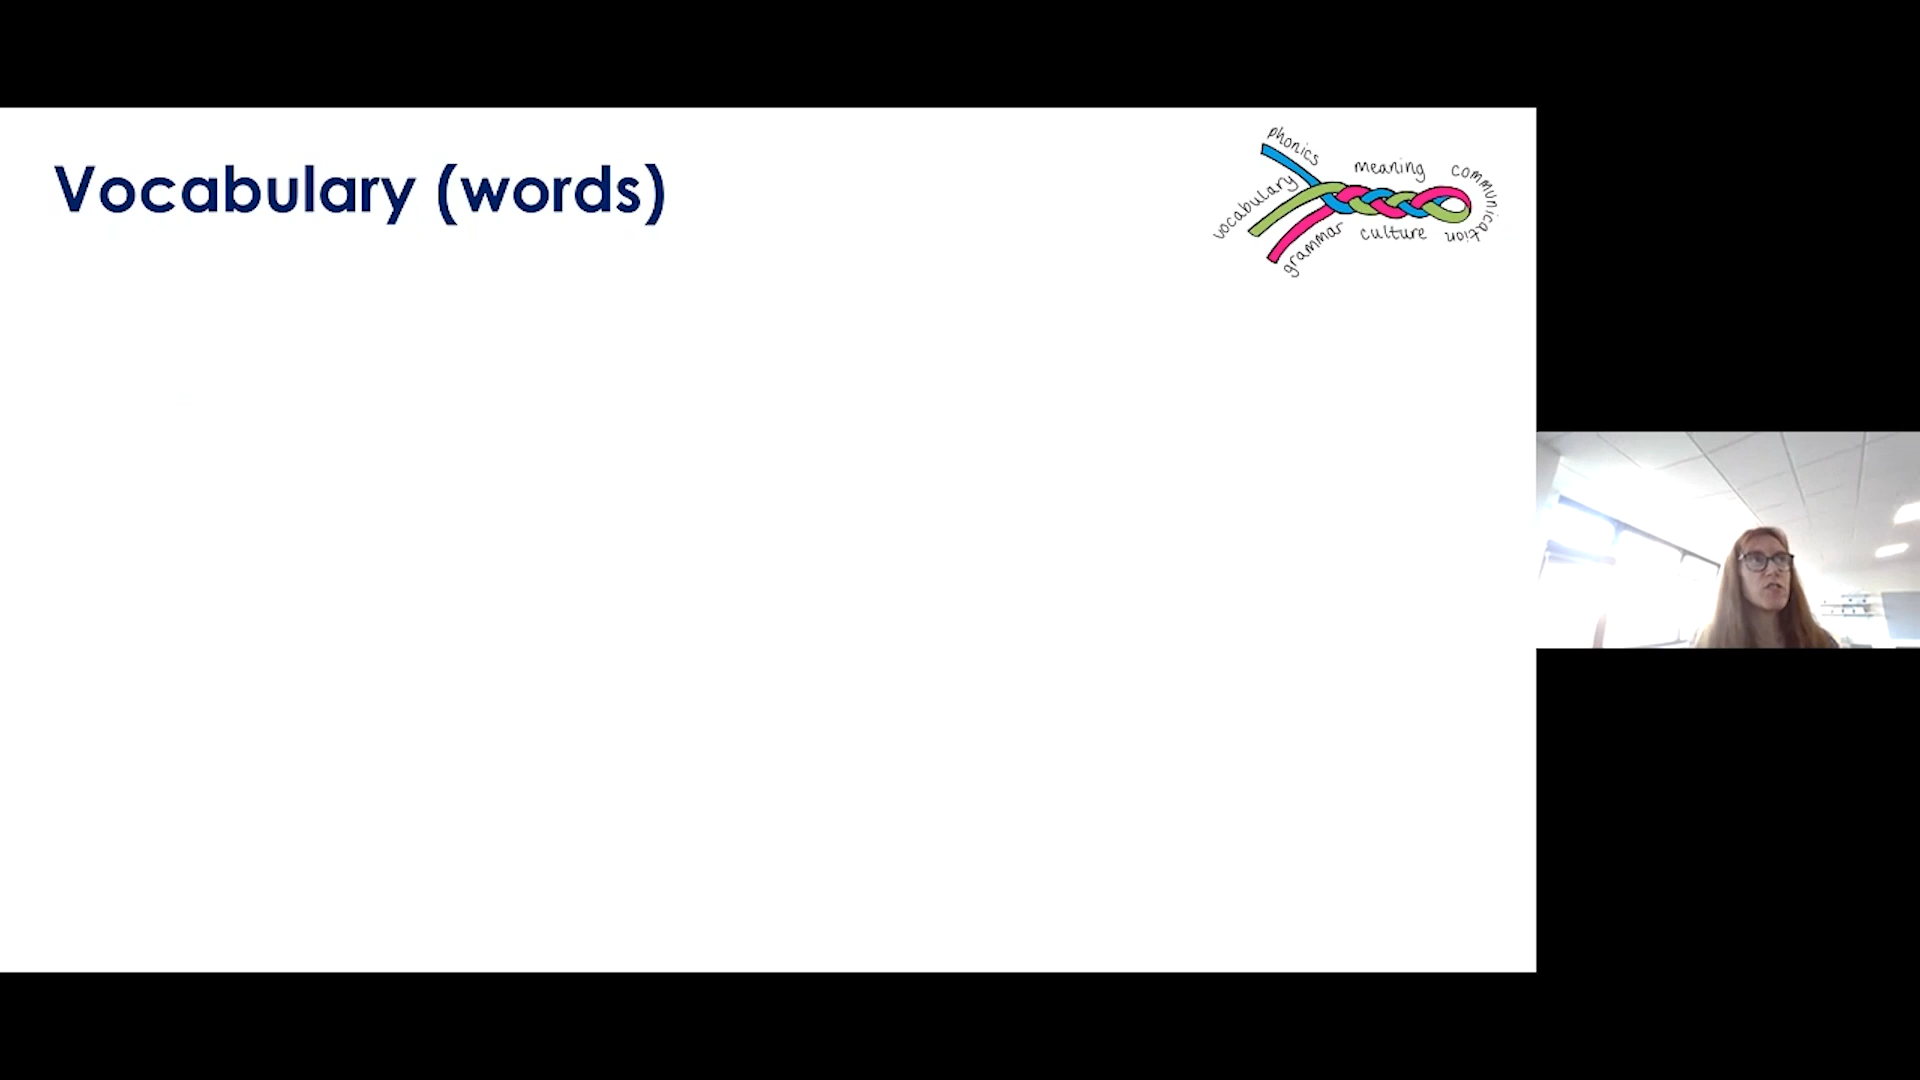 Vocabulary (words)
phonics
vocabulary
grammar
meaning
culture
communication